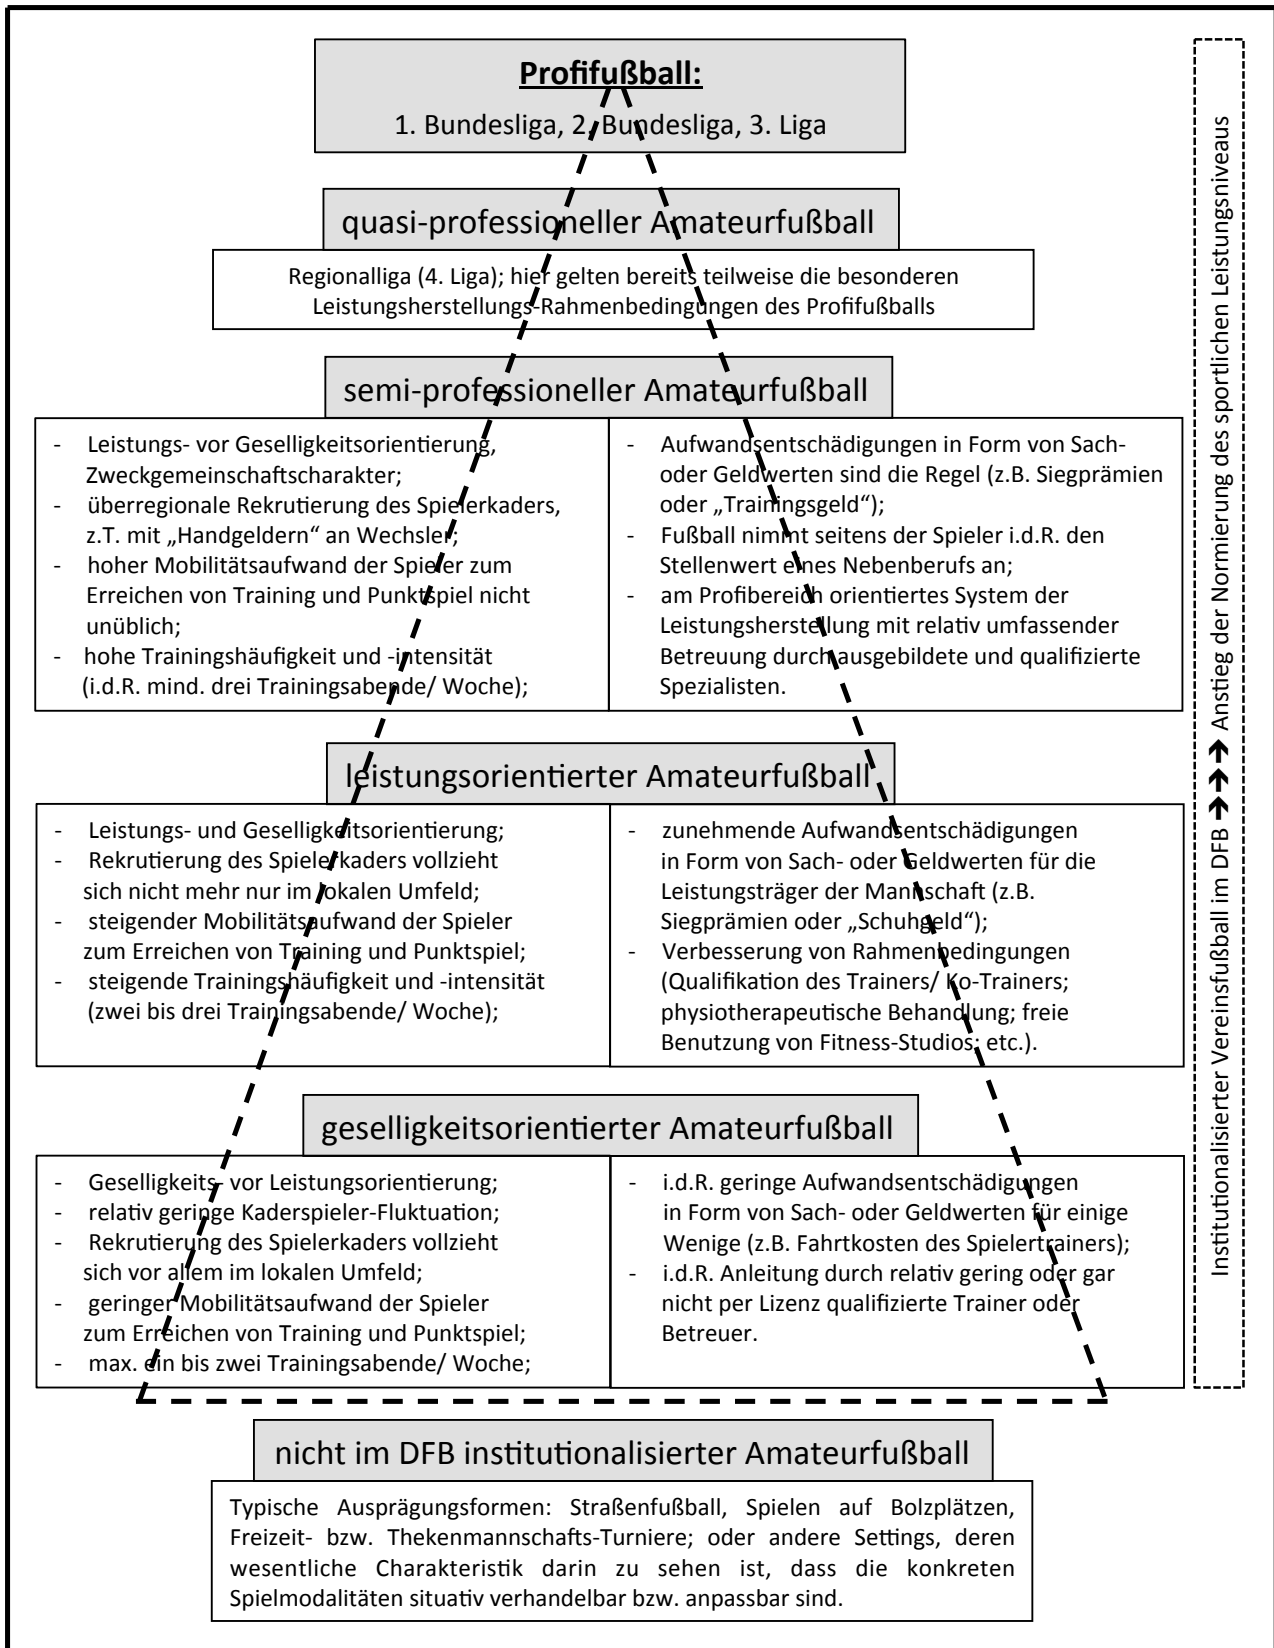 Profifußball:
1. Bundesliga, 2. Bundesliga, 3. Liga
quasi-professioneller Amateurfußball
Regionalliga (4. Liga); hier gelten bereits teilweise die besonderen
Leistungsherstellungs-Rahmenbedingungen des Profifußballs
semi-professioneller Amateurfußball
- Leistungs- vor Geselligkeitsorientierung,
Zweckgemeinschaftscharakter;
- überregionale Rekrutierung des Spielerkaders,
z.T. mit „Handgeldern“ an Wechsler;
- hoher Mobilitätsaufwand der Spieler zum
Erreichen von Training und Punktspiel nicht
unüblich;
- hohe Trainingshäufigkeit und -intensität
(i.d.R. mind. drei Trainingsabende/ Woche);
- Aufwandsentschädigungen in Form von Sach-
oder Geldwerten sind die Regel (z.B. Siegprämien
oder „Trainingsgeld“);
- Fußball nimmt seitens der Spieler i.d.R. den
Stellenwert eines Nebenberufs an;
- am Profibereich orientiertes System der
Leistungsherstellung mit relativ umfassender
Betreuung durch ausgebildete und qualifizierte
Spezialisten.
leistungsorientierter Amateurfußball
- Leistungs- und Geselligkeitsorientierung;
- Rekrutierung des Spielerkaders vollzieht
sich nicht mehr nur im lokalen Umfeld;
- steigender Mobilitätsaufwand der Spieler
zum Erreichen von Training und Punktspiel;
- steigende Trainingshäufigkeit und -intensität
(zwei bis drei Trainingsabende/ Woche);
- zunehmende Aufwandsentschädigungen
in Form von Sach- oder Geldwerten für die
Leistungsträger der Mannschaft (z.B.
Siegprämien oder „Schuhgeld“);
- Verbesserung von Rahmenbedingungen
(Qualifikation des Trainers/ Ko-Trainers;
physiotherapeutische Behandlung; freie
Benutzung von Fitness-Studios; etc.).
geselligkeitsorientierter Amateurfußball
- Geselligkeits- vor Leistungsorientierung;
- relativ geringe Kaderspieler-Fluktuation;
- Rekrutierung des Spielerkaders vollzieht
sich vor allem im lokalen Umfeld;
- geringer Mobilitätsaufwand der Spieler
zum Erreichen von Training und Punktspiel;
- max. ein bis zwei Trainingsabende/ Woche;
- i.d.R. geringe Aufwandsentschädigungen
in Form von Sach- oder Geldwerten für einige
Wenige (z.B. Fahrtkosten des Spielertrainers);
- i.d.R. Anleitung durch relativ gering oder gar
nicht per Lizenz qualifizierte Trainer oder
Betreuer.
nicht im DFB institutionalisierter Amateurfußball
Typische Ausprägungsformen: Straßenfußball, Spielen auf Bolzplätzen,
Freizeit- bzw. Thekenmannschafts-Turniere; oder andere Settings, deren
wesentliche Charakteristik darin zu sehen ist, dass die konkreten
Spielmodalitäten situativ verhandelbar bzw. anpassbar sind.
Institutionalisierter Vereinsfußball im DFB ➔➔➔ Anstieg der Normierung des sportlichen Leistungsniveaus